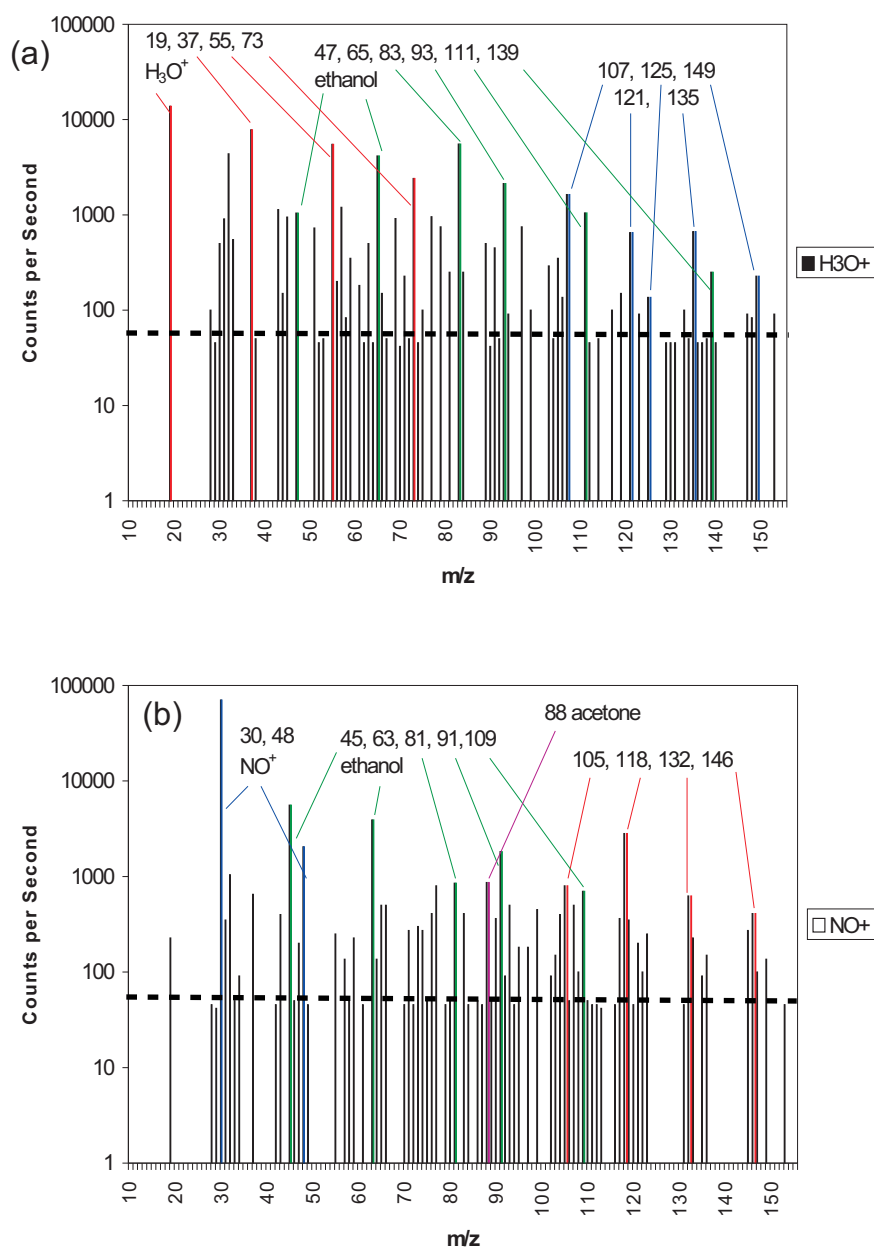 (a)
100000
10000
1000
100
10
1
Counts per Second
19, 37, 55, 73
H3O+
47, 65, 83, 93, 111, 139
ethanol
107, 125, 149
121, 135
H3O+
10 20 30 40 50 60 70 80 90 100 110 120 130 140 150
m/z
(b)
100000
10000
1000
100
10
1
Counts per Second
30, 48
NO+
45, 63, 81, 91,109
ethanol
88 acetone
105, 118, 132, 146
NO+
10 20 30 40 50 60 70 80 90 100 110 120 130 140 150
m/z